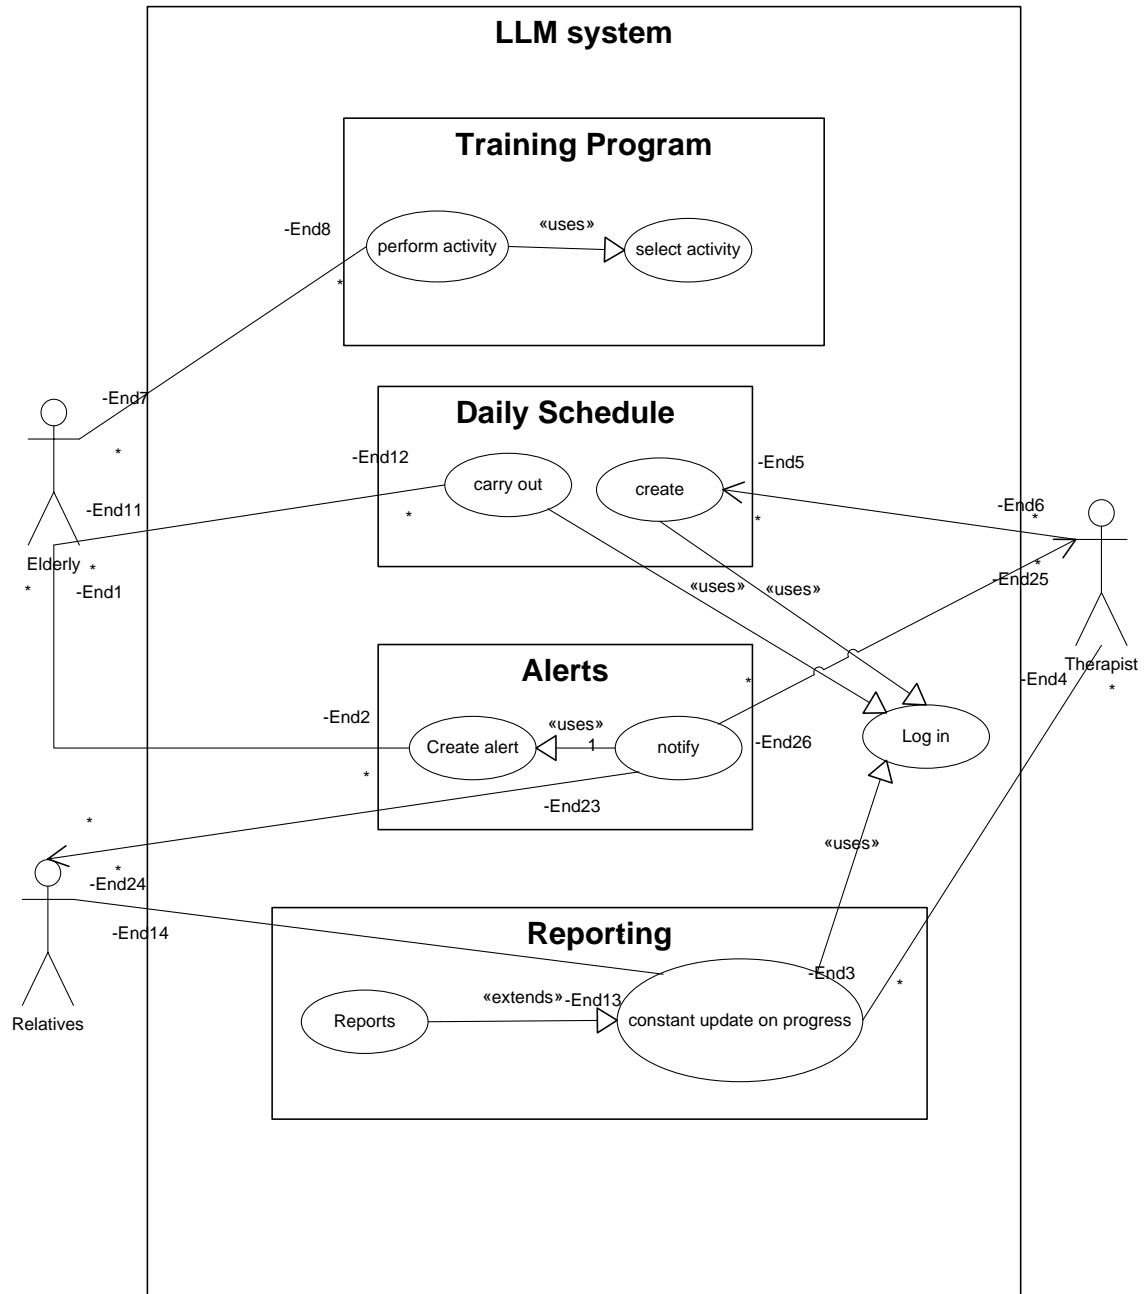 LLM system
Training Program
-End8
perform activity
«uses»
select activity
*
-End7
*
Daily Schedule
-End12
carry out
create
-End5
-End11
*
*
-End6
*
Elderly
*
*
-End1
«uses»
«uses»
*
-End25
Alerts
Therapist
-End4
*
*
-End2
Create alert
«uses»
1
notify
-End26
Log in
*
-End23
*
*
-End24
«uses»
-End14
Reporting
Relatives
Reports
«extends»
-End13
-End3
constant update on progress
*